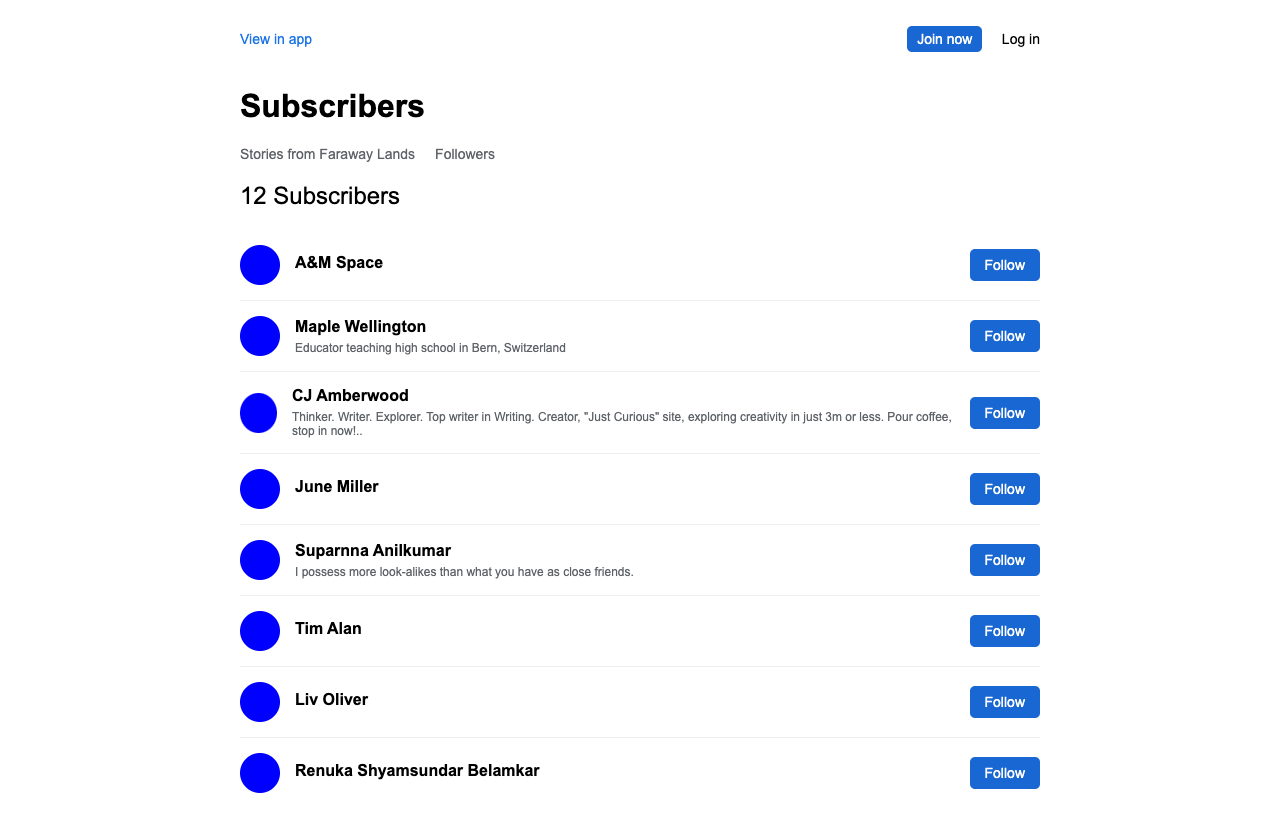 View in app
Join now
Log in
Subscribers
Stories from Faraway Lands
Followers
12 Subscribers
A&M Space
Follow
Maple Wellington
Educator teaching high school in Bern, Switzerland
Follow
CJ Amberwood
Thinker. Writer. Explorer. Top writer in Writing. Creator, "Just Curious" site, exploring creativity in just 3m or less. Pour coffee,
stop in now!..
Follow
June Miller
Follow
Suparnna Anilkumar
I possess more look-alikes than what you have as close friends.
Follow
Tim Alan
Follow
Liv Oliver
Follow
Renuka Shyamsundar Belamkar
Follow